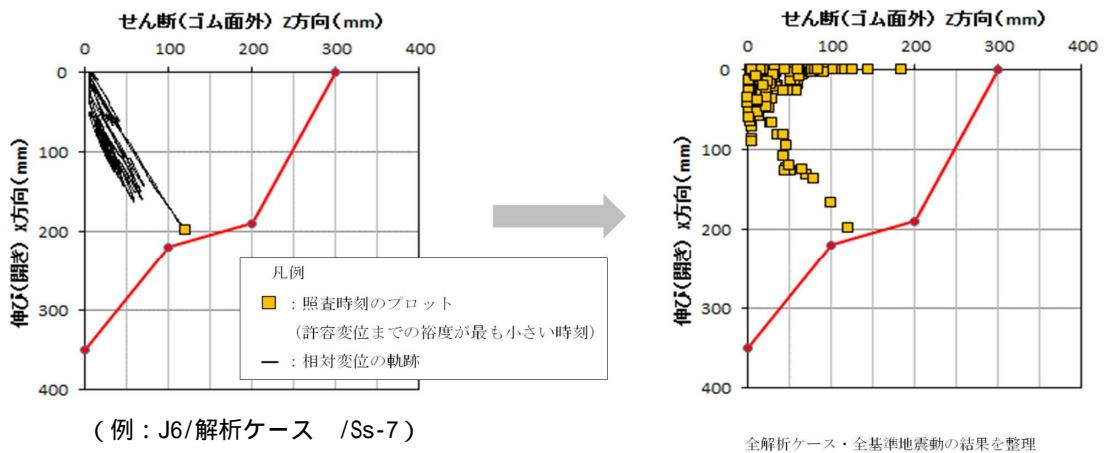 せん断(ゴム面外) Z方向(mm)
0 100 200 300 400
0
100
200
300
400
伸び(開き) X方向(mm)
凡例
：照査時刻のプロット
（許容変位までの裕度が最も小さい時刻）
：相対変位の軌跡
（例：J6/解析ケース /Ss-7）
せん断(ゴム面外) Z方向(mm)
0 100 200 300 400
0
100
200
300
400
伸び(開き) X方向(mm)
全解析ケース・全基準地震動の結果を整理